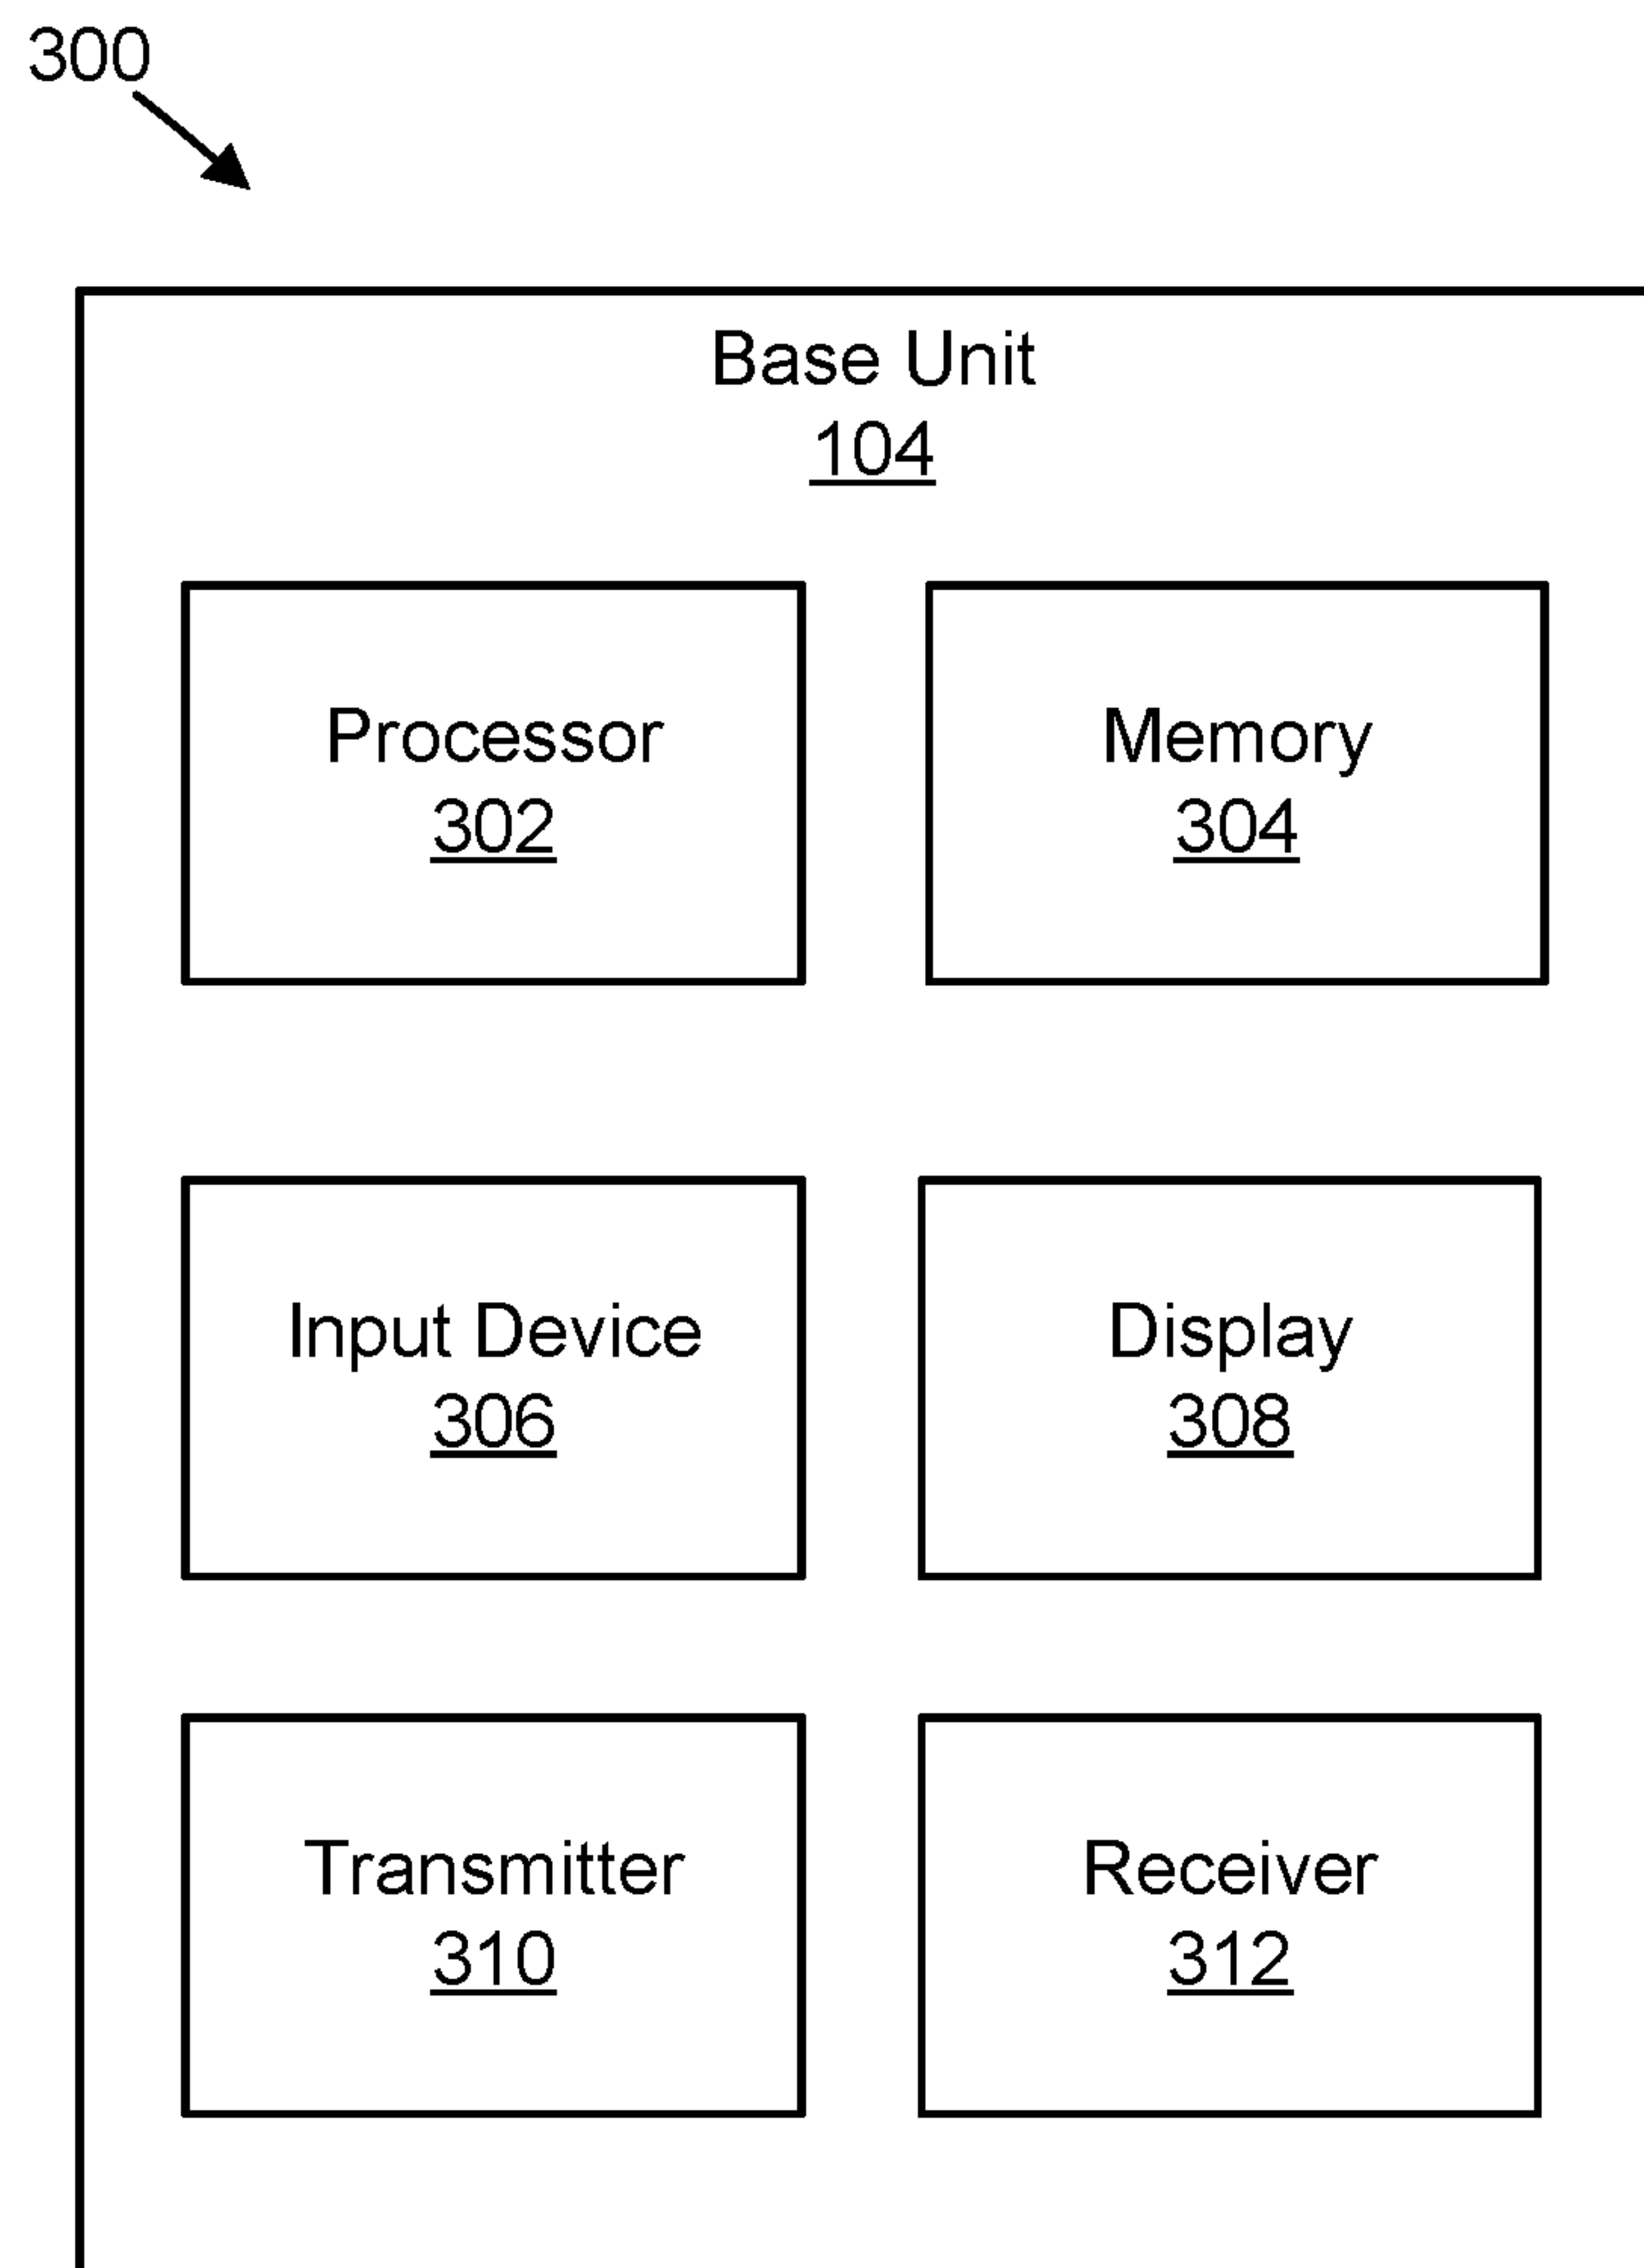 300
Base Unit
104
Processor
302
Memory
304
Input Device
306
Display
308
Transmitter
310
Receiver
312